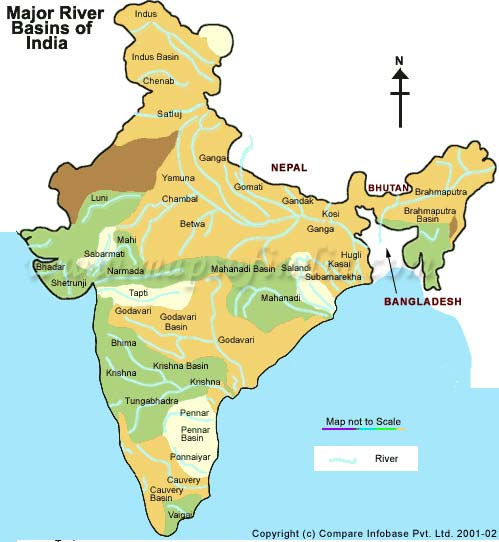 Major River
Basins of
India
Indus
Indus Basin
Chenab
Satluj
N
Ganga
NEPAL
Yamuna
Gomati
Gandak
BHUTAN
Brahmaputra
Luni
Chambal
Kosi
Brahmaputra
Basin
Betwa
Ganga
Mahi
Sabarmati
Hugli
Kasai
Bhadar
Narmada
Mahanadi Basin
Salandi
Subarnarekha
Shetrunji
Tapti
Mahanadi
BANGLADESH
Godavari
Godavari
Basin
Bhima
Godavari
Krishna
Krishna Basin
Krishna
Tungabhadra
Pennar
Map not to Scale
Pennar
Basin
Ponnaiyar
River
Cauvery
Cauvery
Basin
Vaigai
Copyright (c) Compare Infobase Pvt. Ltd. 2001-02